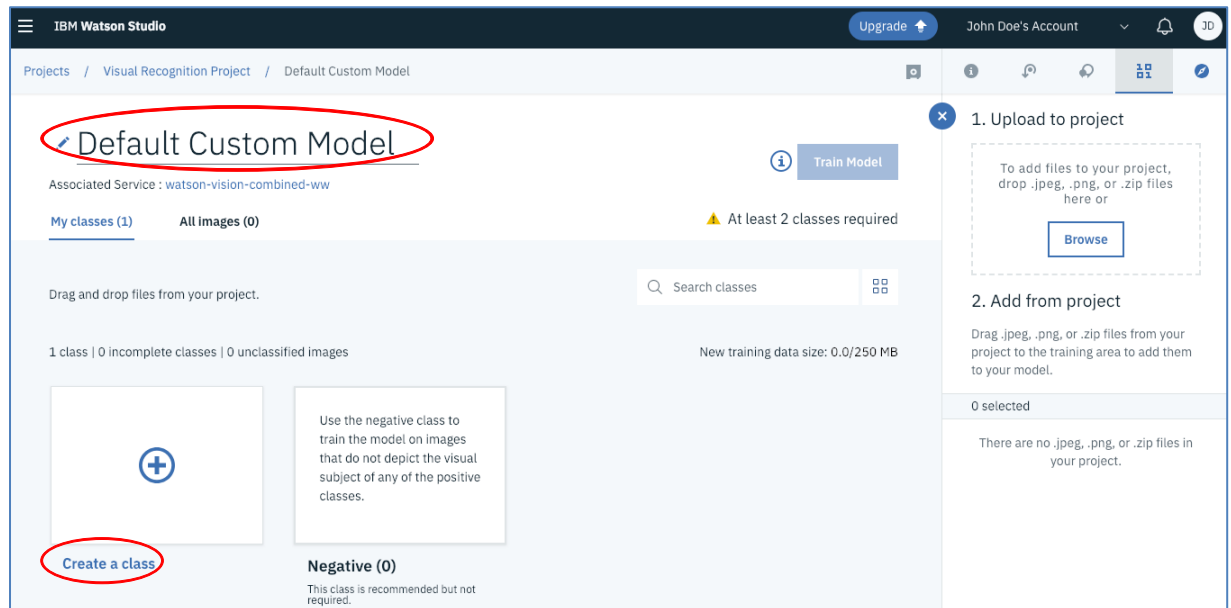 IBM Watson Studio
Upgrade
John Doe's Account
JD
Projects / Visual Recognition Project / Default Custom Model
Default Custom Model
Train Model
Associated Service : watson-vision-combined-ww
My classes (1)
All images (0)
At least 2 classes required
Drag and drop files from your project.
Search classes
1 class | 0 incomplete classes | 0 unclassified images
New training data size: 0.0/250 MB
Use the negative class to
train the model on images
that do not depict the visual
subject of any of the positive
classes.
Create a class
Negative (0)
This class is recommended but not
required.
1. Upload to project
To add files to your project,
drop .jpeg, .png, or .zip files
here or
Browse
2. Add from project
Drag .jpeg, .png, or .zip files from your
project to the training area to add them
to your model.
0 selected
There are no .jpeg, .png, or .zip files in
your project.